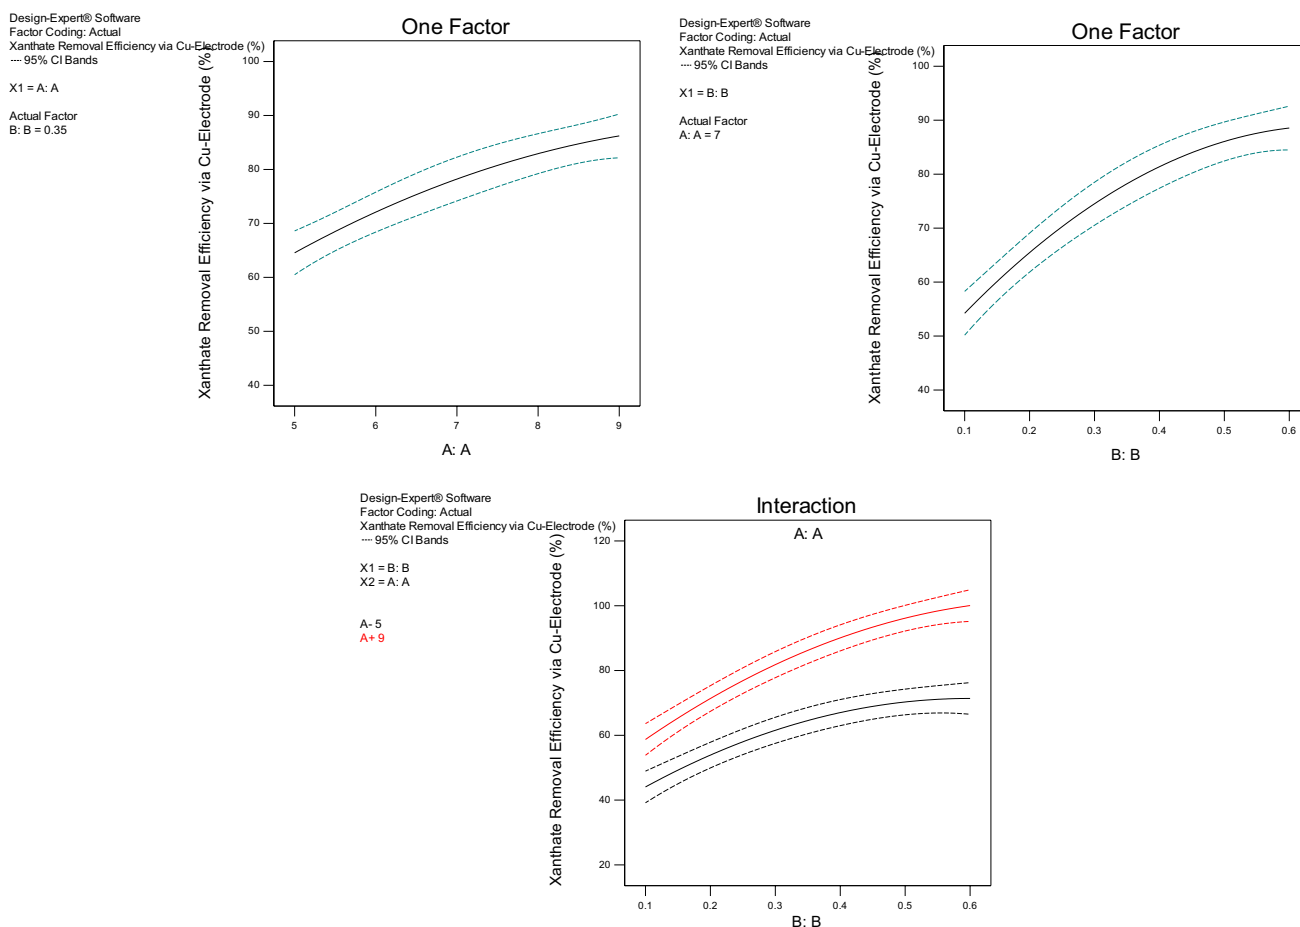 Design-Expert® Software
Factor Coding: Actual
Xanthate Removal Efficiency via Cu-Electrode (%)
---- 95% CI Bands
X1 = A: A
Actual Factor
B: B = 0.35
One Factor
Xanthate Removal Efficiency via Cu-Electrode (%)
100
90
80
70
60
50
40
5 6 7 8 9
A: A
Design-Expert® Software
Factor Coding: Actual
Xanthate Removal Efficiency via Cu-Electrode (%)
---- 95% CI Bands
X1 = B: B
Actual Factor
A: A = 7
One Factor
Xanthate Removal Efficiency via Cu-Electrode (%)
100
90
80
70
60
50
40
0.1 0.2 0.3 0.4 0.5 0.6
B: B
Design-Expert® Software
Factor Coding: Actual
Xanthate Removal Efficiency via Cu-Electrode (%)
---- 95% CI Bands
X1 = B: B
X2 = A: A
A- 5
A+ 9
Interaction
A: A
Xanthate Removal Efficiency via Cu-Electrode (%)
120
100
80
60
40
20
0.1 0.2 0.3 0.4 0.5 0.6
B: B